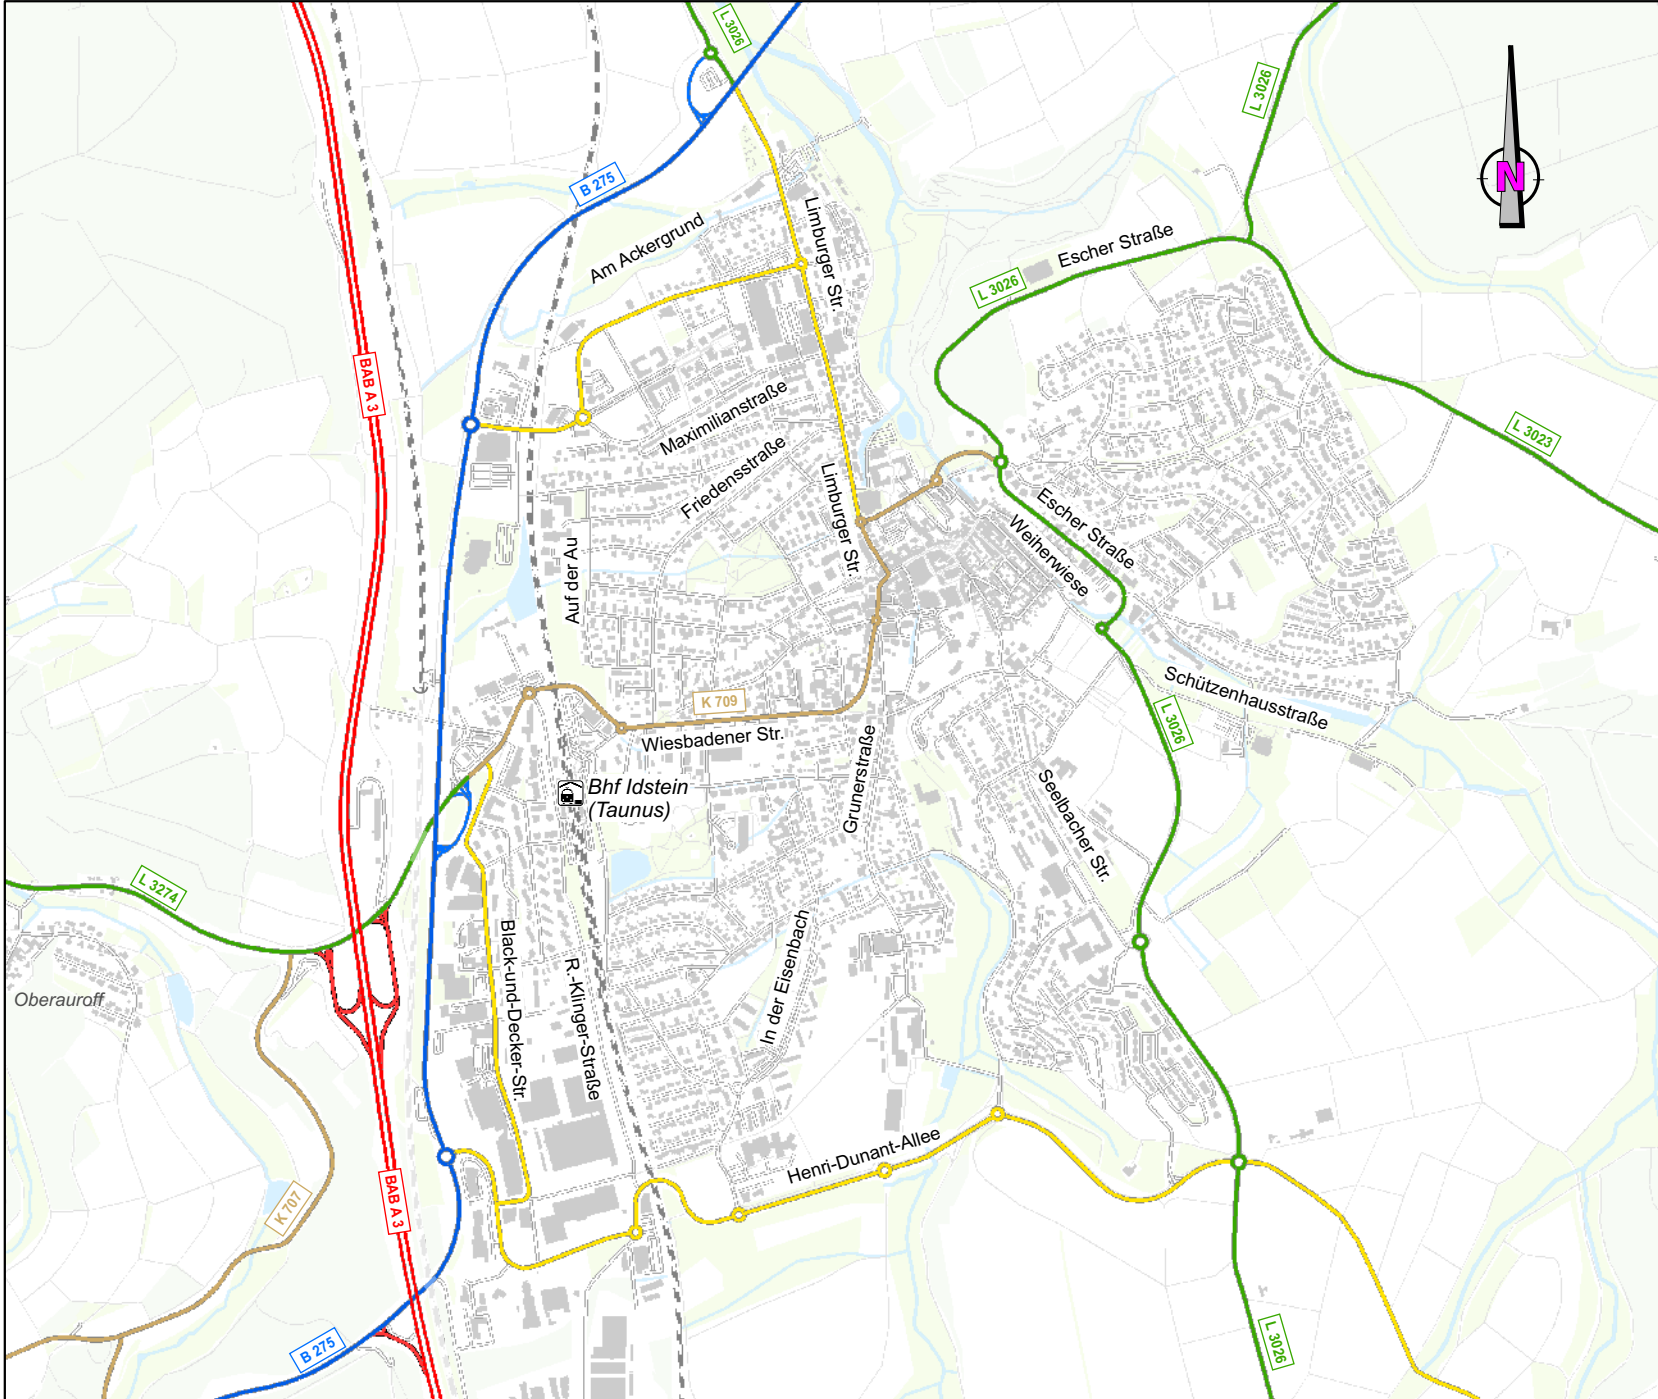 L 3026
L 3026
B 275
N
Am Ackergrund
Limburger Str.
Escher Straße
L 3026
BAB A 3
Maximilianstraße
L 3023
Friedensstraße
Limburger Str.
Escher Straße
Weiherwiese
Auf der Au
K 709
Wiesbadener Str.
Schützenhausstraße
L 3026
Bhf Idstein
(Taunus)
Grunerstraße
Seelbacher Str.
L 3274
Oberauroff
Black-und-Decker-Str.
R.-Klinger-Straße
In der Eisenbach
Henri-Dunant-Allee
K 707
BAB A 3
B 275
L 3026